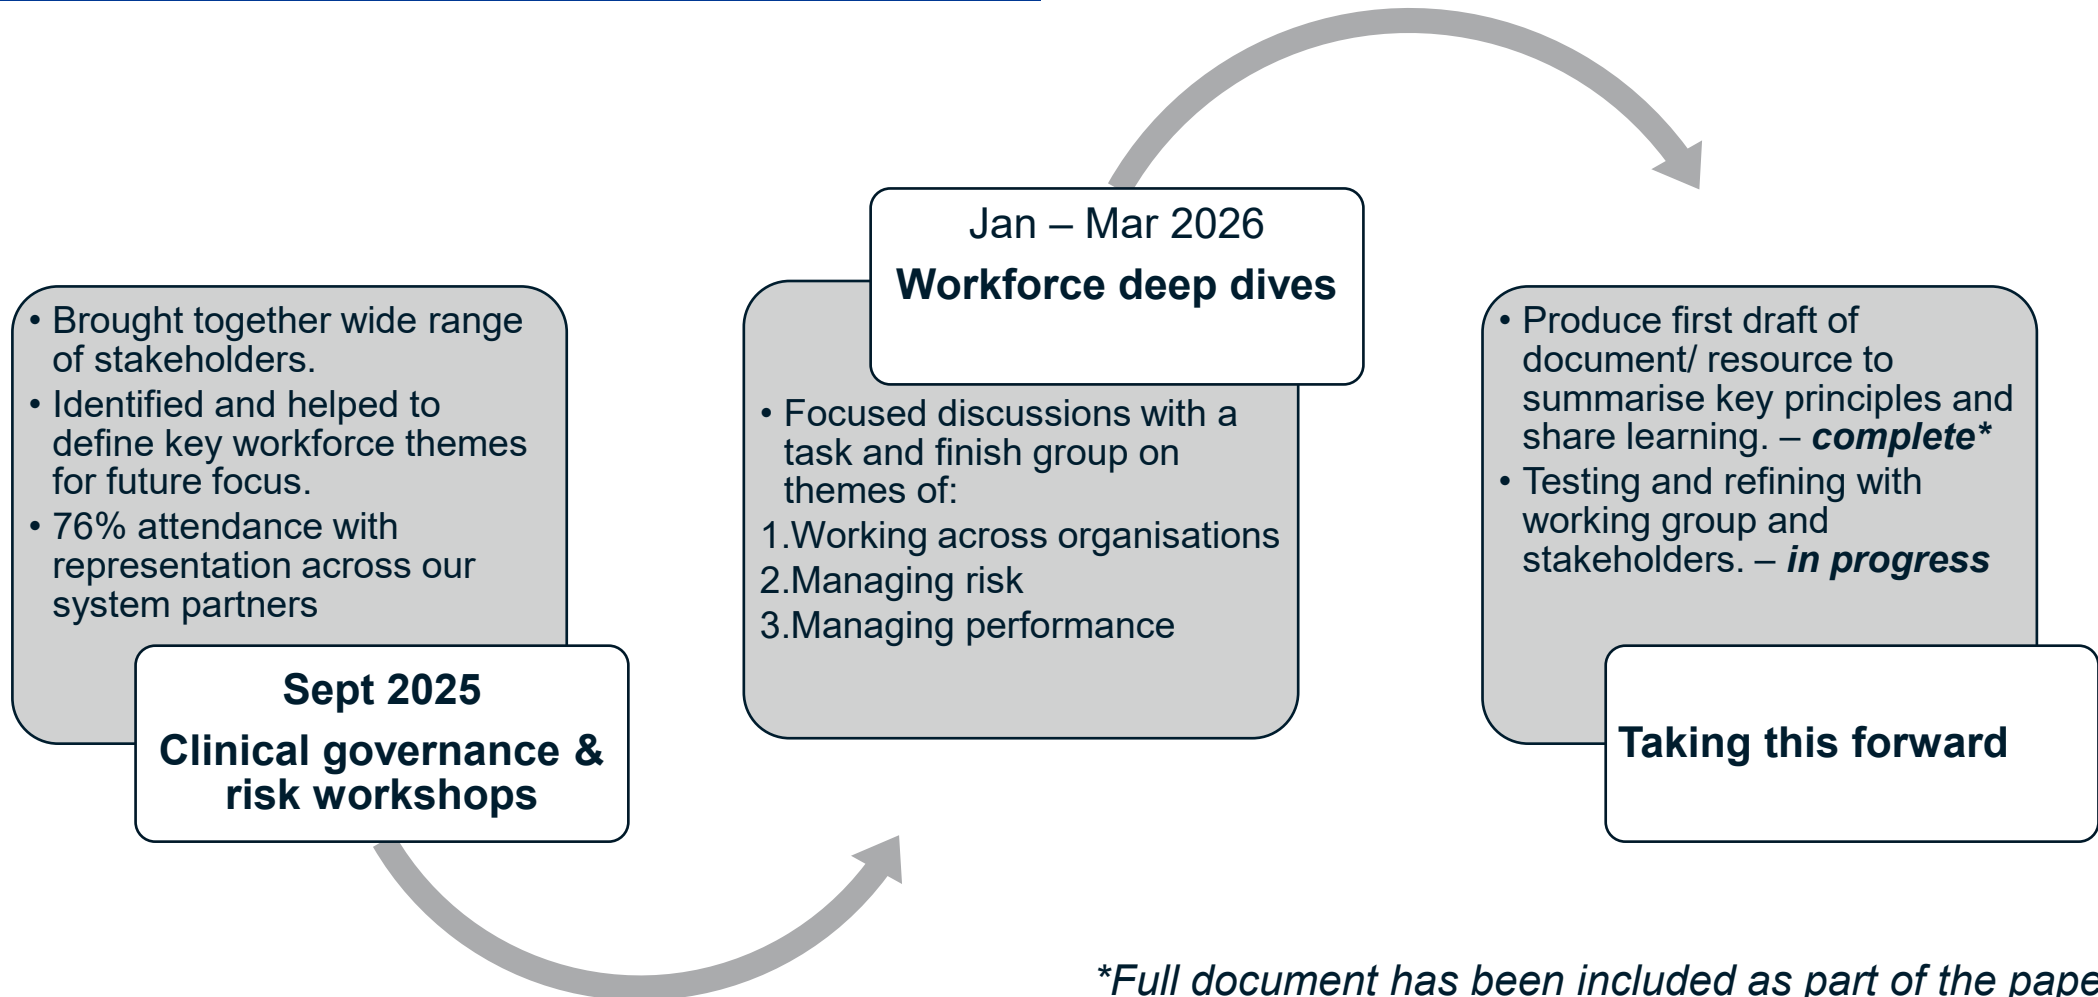 • Brought together wide range
of stakeholders.
• Identified and helped to
define key workforce themes
for future focus.
• 76% attendance with
representation across our
system partners
Sept 2025
Clinical governance &
risk workshops
Jan – Mar 2026
Workforce deep dives
• Focused discussions with a
task and finish group on
themes of:
1.Working across organisations
2.Managing risk
3.Managing performance
• Produce first draft of
document/ resource to
summarise key principles and
share learning. – complete*
• Testing and refining with
working group and
stakeholders. – in progress
Taking this forward
*Full document has been included as part of the pape